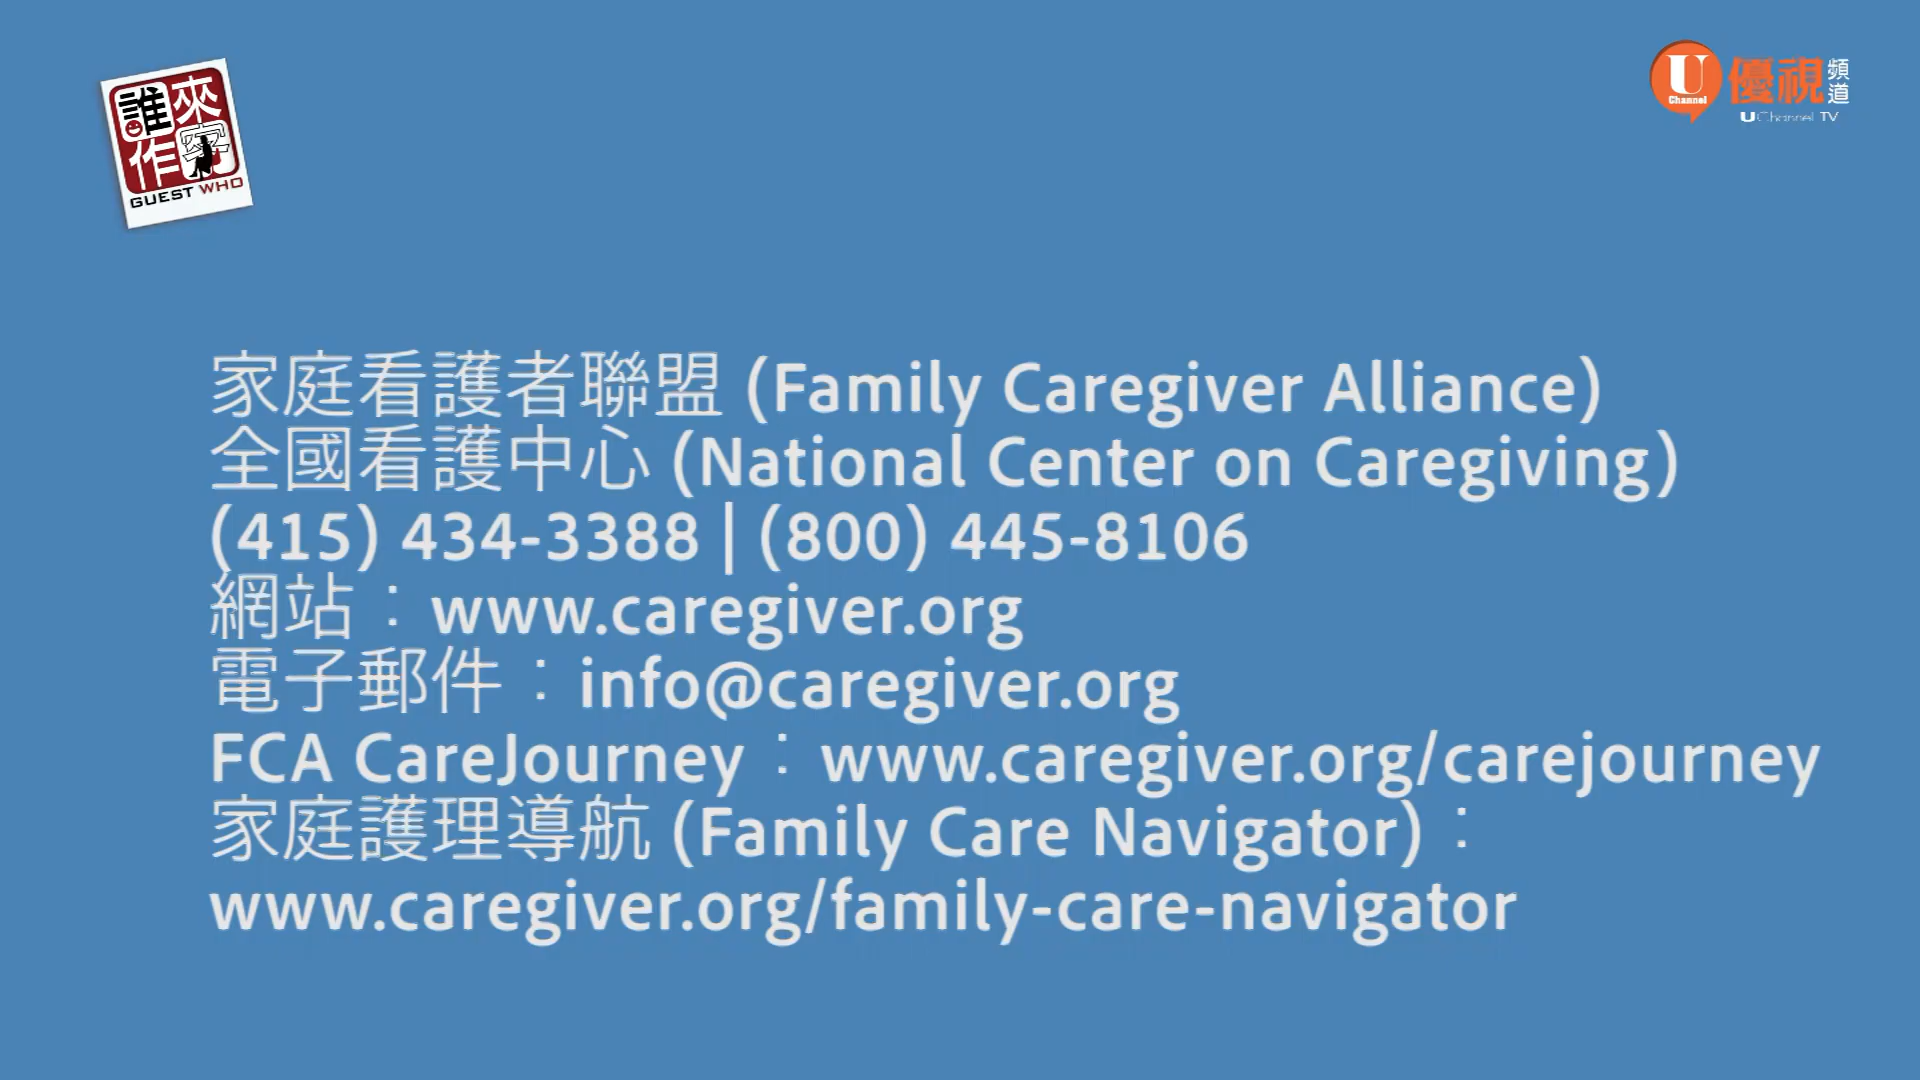 誰來作客
GUEST WHO
U Channel
優視頻道
U Channel TV
家庭看護者聯盟 (Family Caregiver Alliance)
全國看護中心 (National Center on Caregiving)
(415) 434-3388 | (800) 445-8106
網站：www.caregiver.org
電子郵件：info@caregiver.org
FCA CareJourney：www.caregiver.org/carejourney
家庭護理導航 (Family Care Navigator)：
www.caregiver.org/family-care-navigator